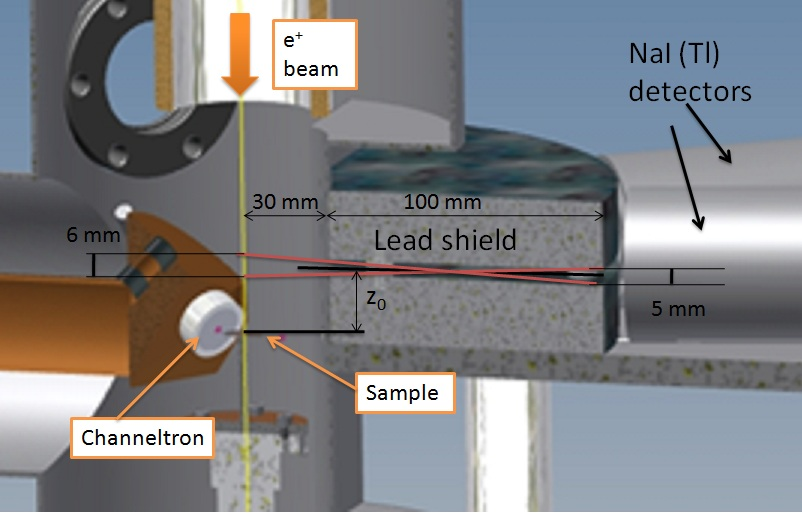 e⁺
beam
NaI (Tl)
detectors
30 mm
100 mm
6 mm
Lead shield
z₀
5 mm
Sample
Channeltron